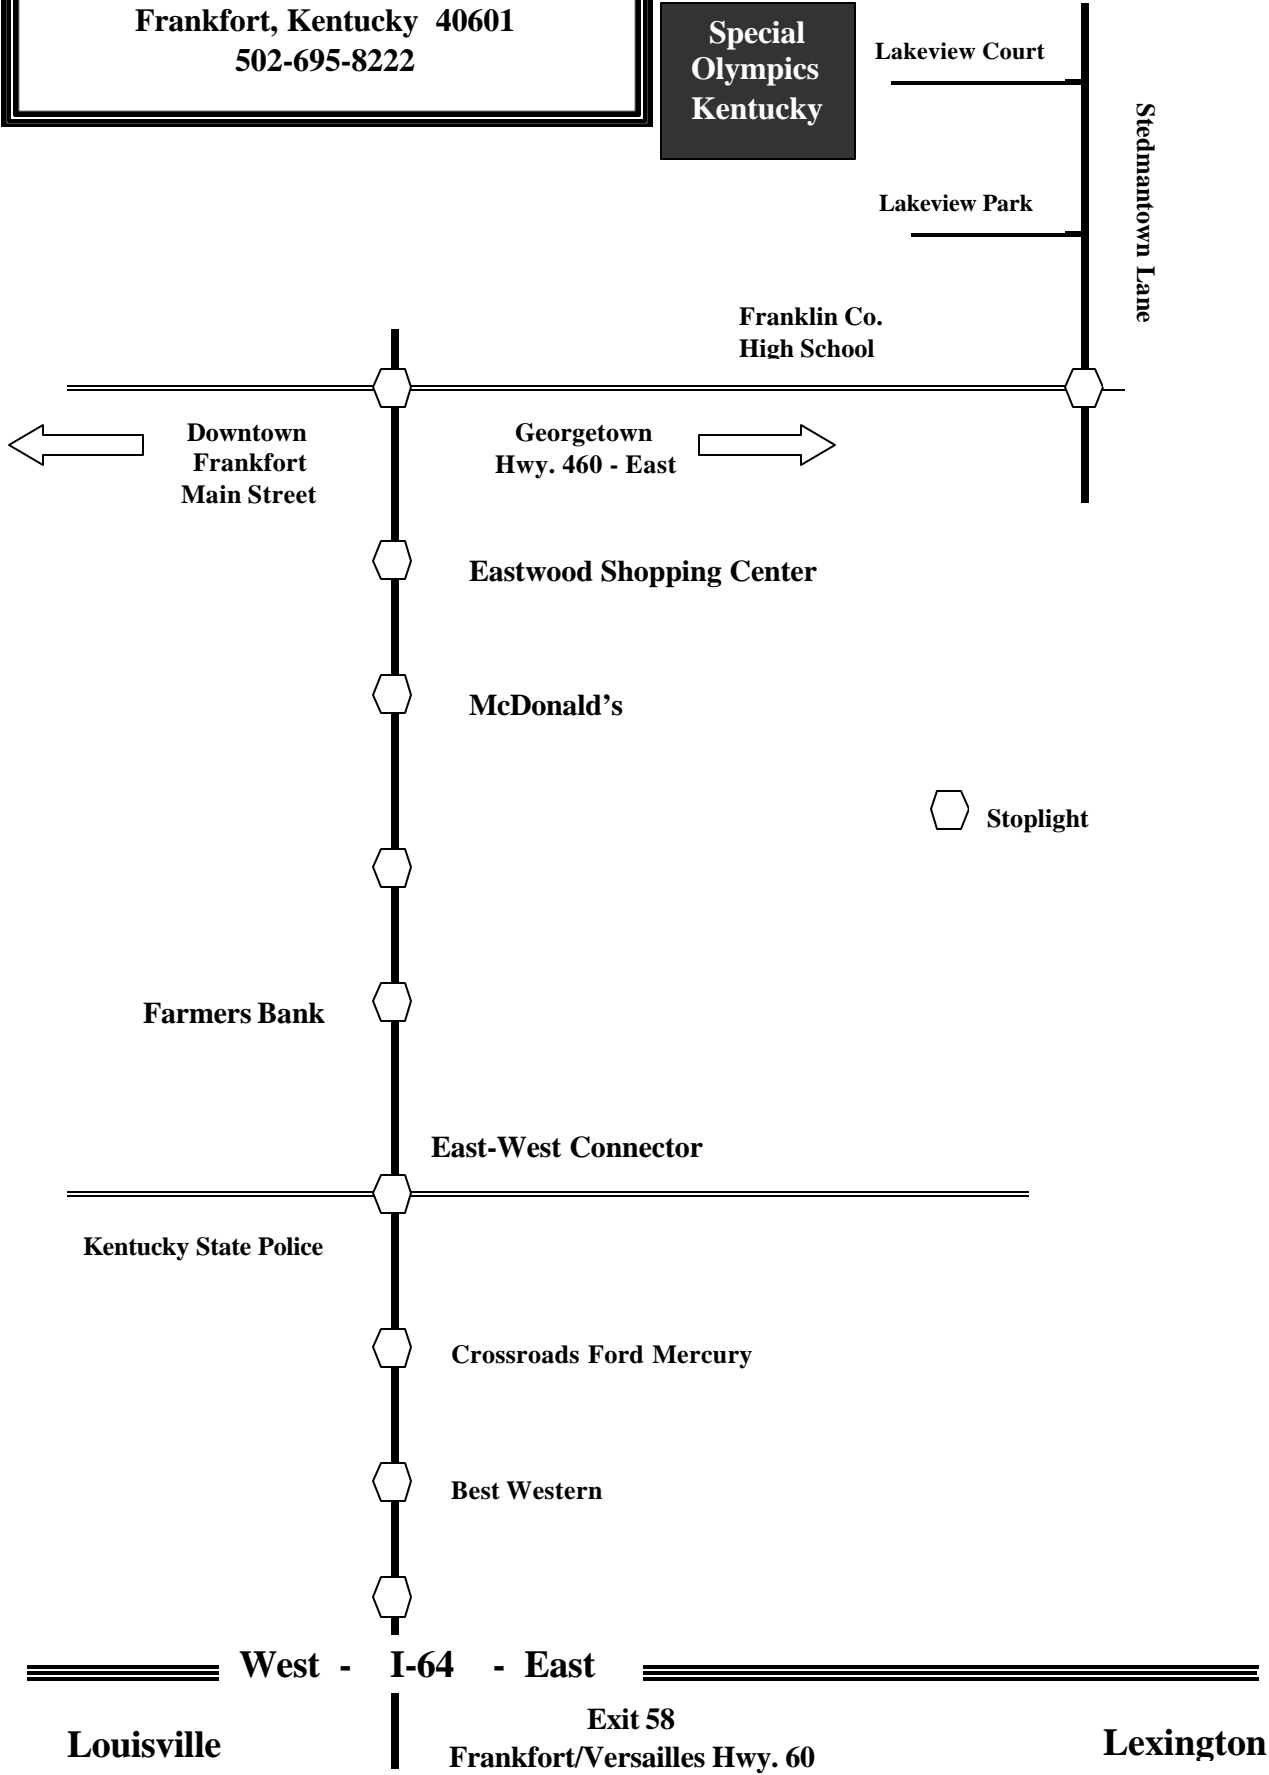 Frankfort, Kentucky 40601
502-695-8222
Special
Olympics
Kentucky
Lakeview Court
Stedmantown Lane
Lakeview Park
Franklin Co.
High School
Downtown
Frankfort
Main Street
Georgetown
Hwy. 460 - East
Eastwood Shopping Center
McDonald’s
Stoplight
Farmers Bank
East-West Connector
Kentucky State Police
Crossroads Ford Mercury
Best Western
West - I-64 - East
Exit 58
Frankfort/Versailles Hwy. 60
Louisville
Lexington